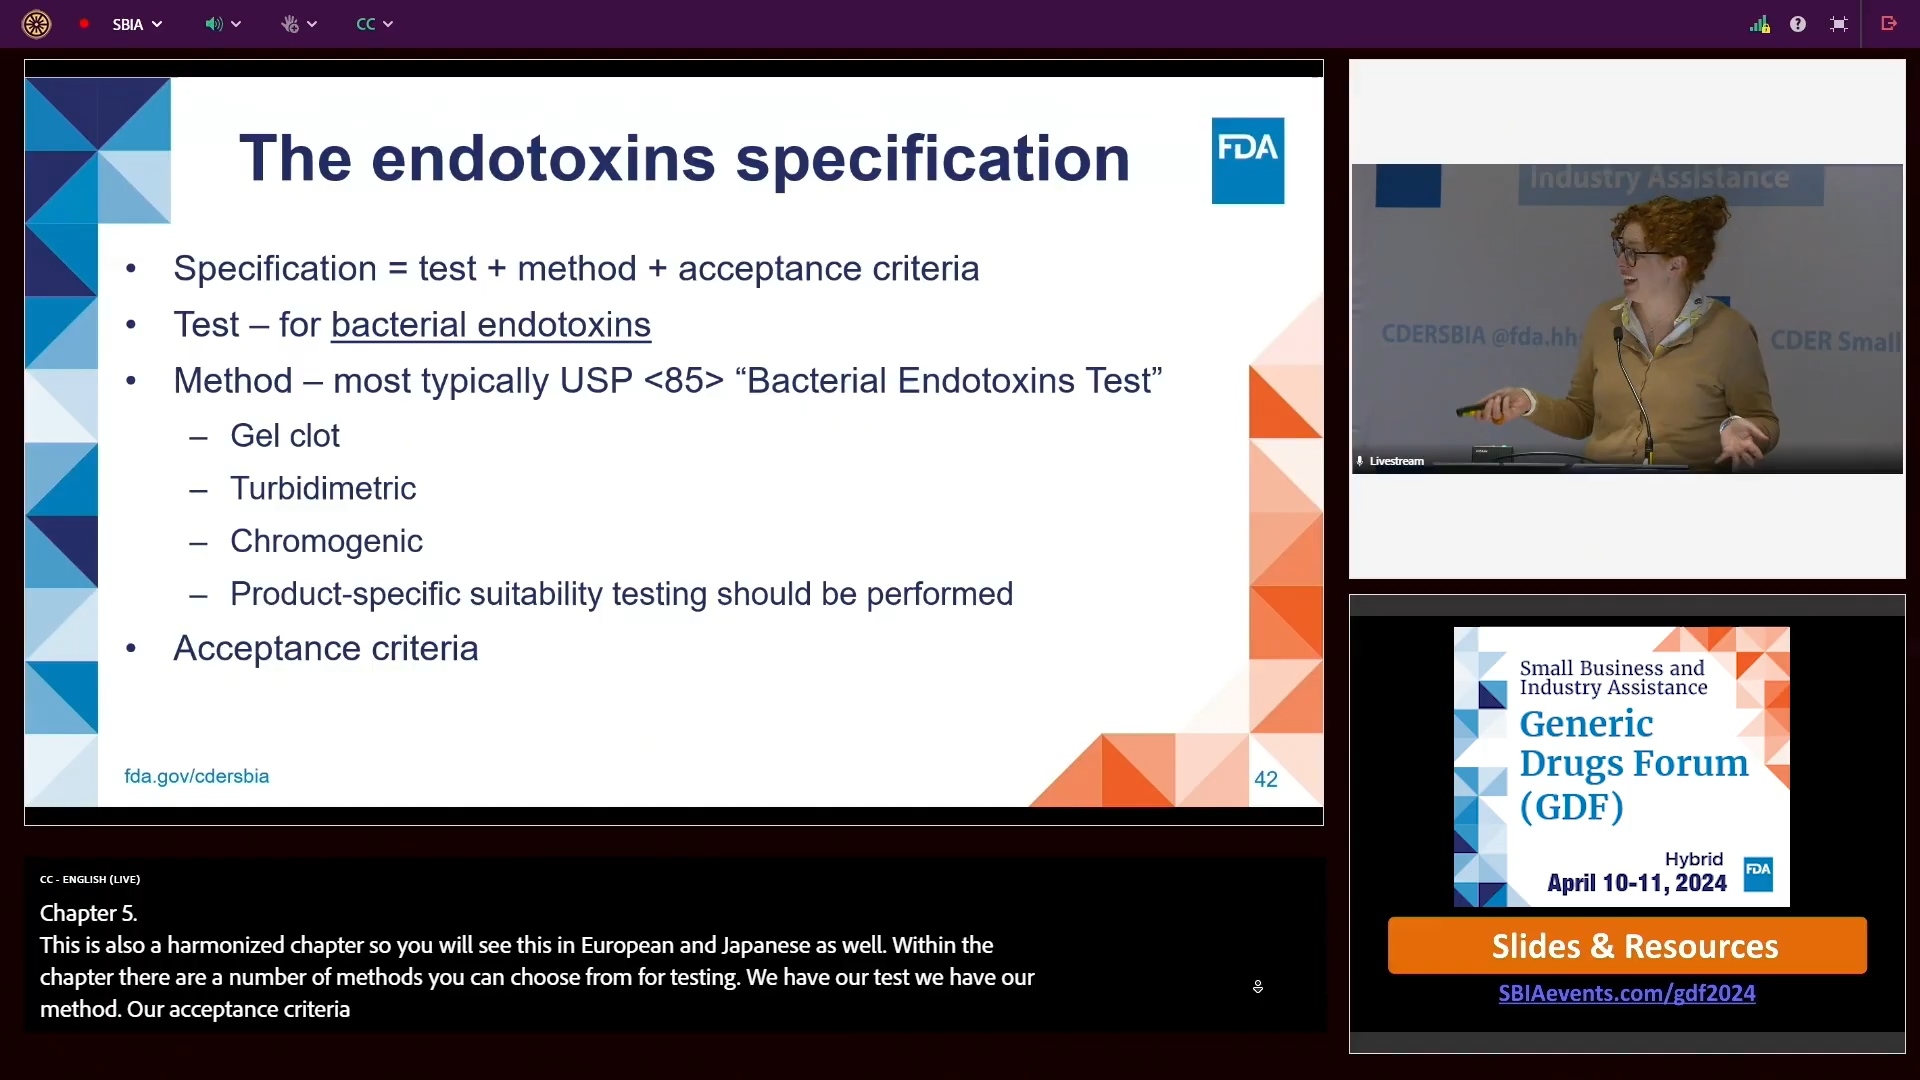 SBIA
CC
The endotoxins specification
FDA
• Specification = test + method + acceptance criteria
• Test – for bacterial endotoxins
• Method – most typically USP <85> “Bacterial Endotoxins Test”
– Gel clot
– Turbidimetric
– Chromogenic
– Product-specific suitability testing should be performed
• Acceptance criteria
fda.gov/cdersbia
42
Industry Assistance
CDERSBIA @fda.hh
CDER Small
Livestream
Small Business and
Industry Assistance
Generic
Drugs Forum
(GDF)
Hybrid
April 10-11, 2024
FDA
Slides & Resources
SBIAevents.com/gdf2024
CC - ENGLISH (LIVE)
Chapter 5.
This is also a harmonized chapter so you will see this in European and Japanese as well. Within the
chapter there are a number of methods you can choose from for testing. We have our test we have our
method. Our acceptance criteria